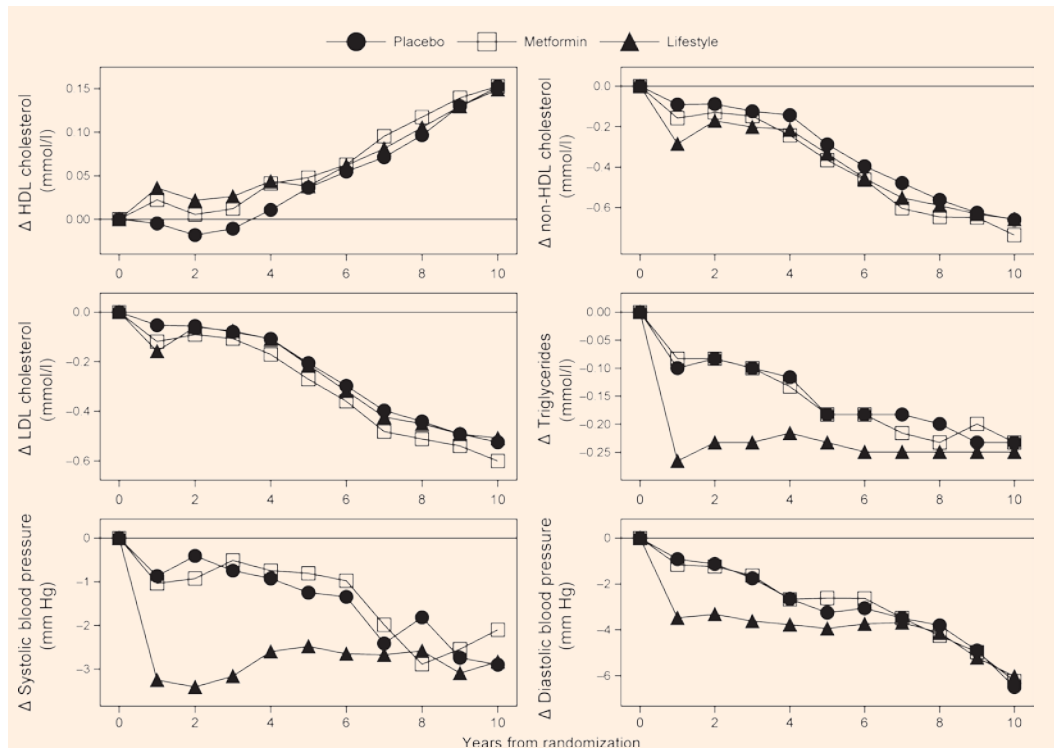 Placebo Metformin Lifestyle
Δ HDL cholesterol
(mmol/l)
0.15
0.10
0.05
0.00
0 2 4 6 8 10
Δ non-HDL cholesterol
(mmol/l)
0.0
−0.2
−0.4
−0.6
0 2 4 6 8 10
Δ LDL cholesterol
(mmol/l)
0.0
−0.2
−0.4
−0.6
0 2 4 6 8 10
Δ Triglycerides
(mmol/l)
0.00
−0.05
−0.10
−0.15
−0.20
−0.25
0 2 4 6 8 10
Δ Systolic blood pressure
(mm Hg)
0
−1
−2
−3
0 2 4 6 8 10
Δ Diastolic blood pressure
(mm Hg)
0
−2
−4
−6
0 2 4 6 8 10
Years from randomization